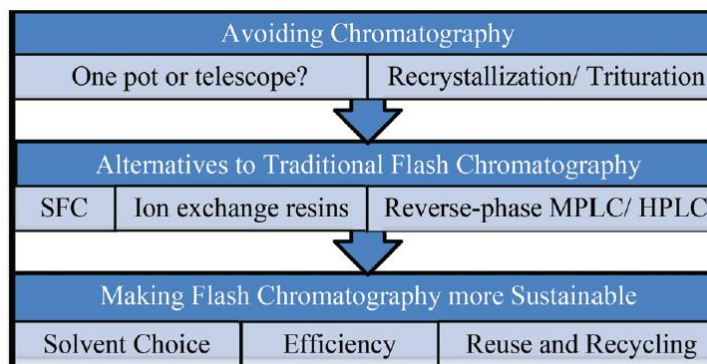 Avoiding Chromatography
One pot or telescope? Recrystallization/ Trituration
Alternatives to Traditional Flash Chromatography
SFC Ion exchange resins Reverse-phase MPLC/ HPLC
Making Flash Chromatography more Sustainable
Solvent Choice Efficiency Reuse and Recycling